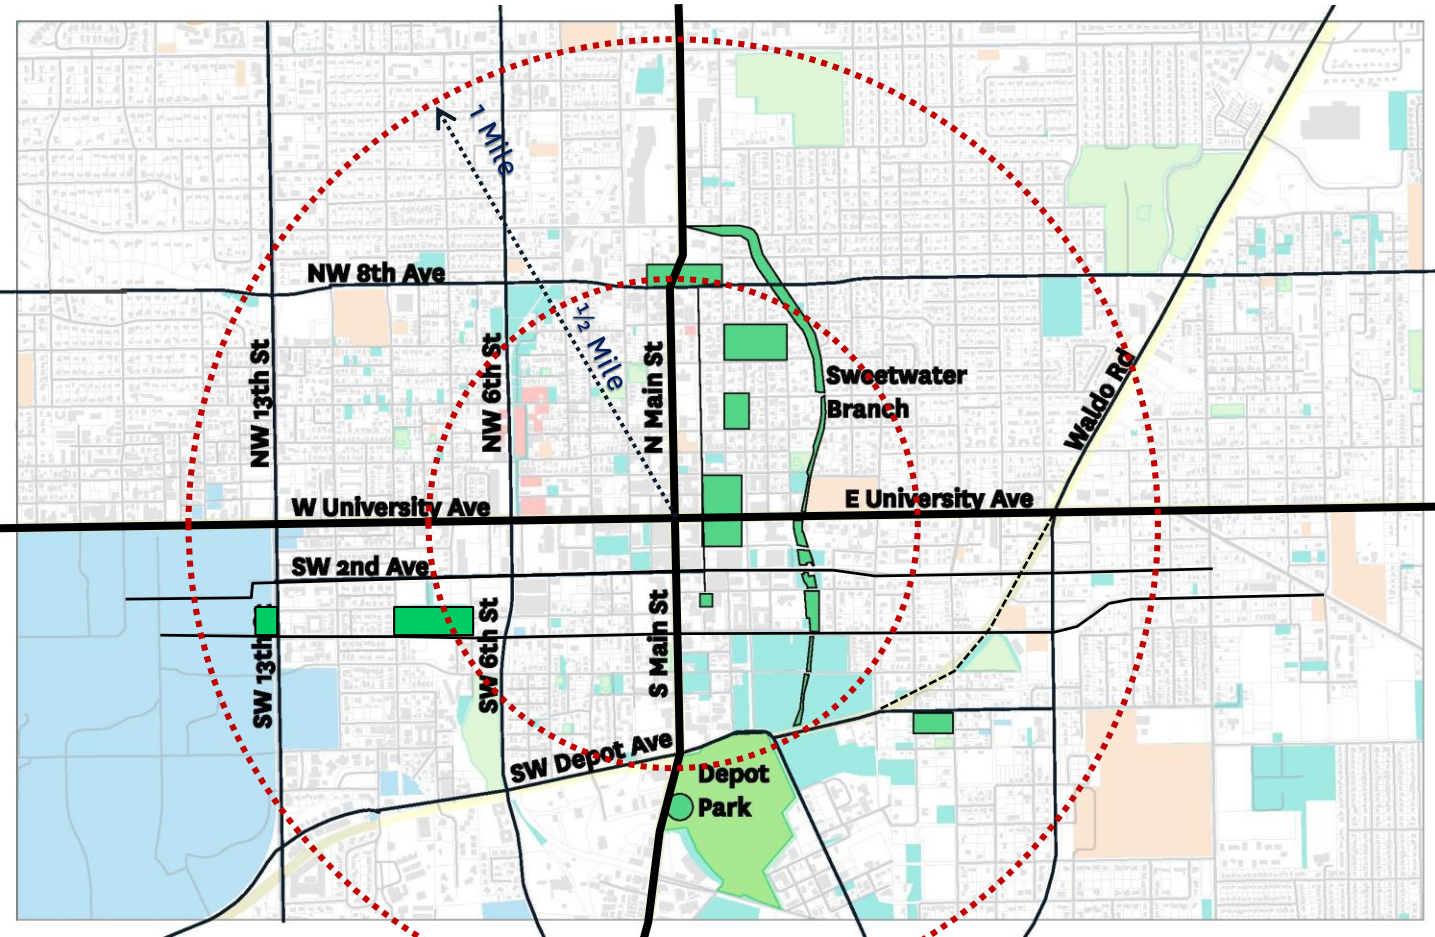 1 Mile
NW 8th Ave
½ Mile
NW 13th St
NW 6th St
N Main St
Sweetwater
Branch
Waldo Rd
W University Ave
E University Ave
SW 2nd Ave
SW 13th
SW 6th St
S Main St
SW Depot Ave
Depot
Park